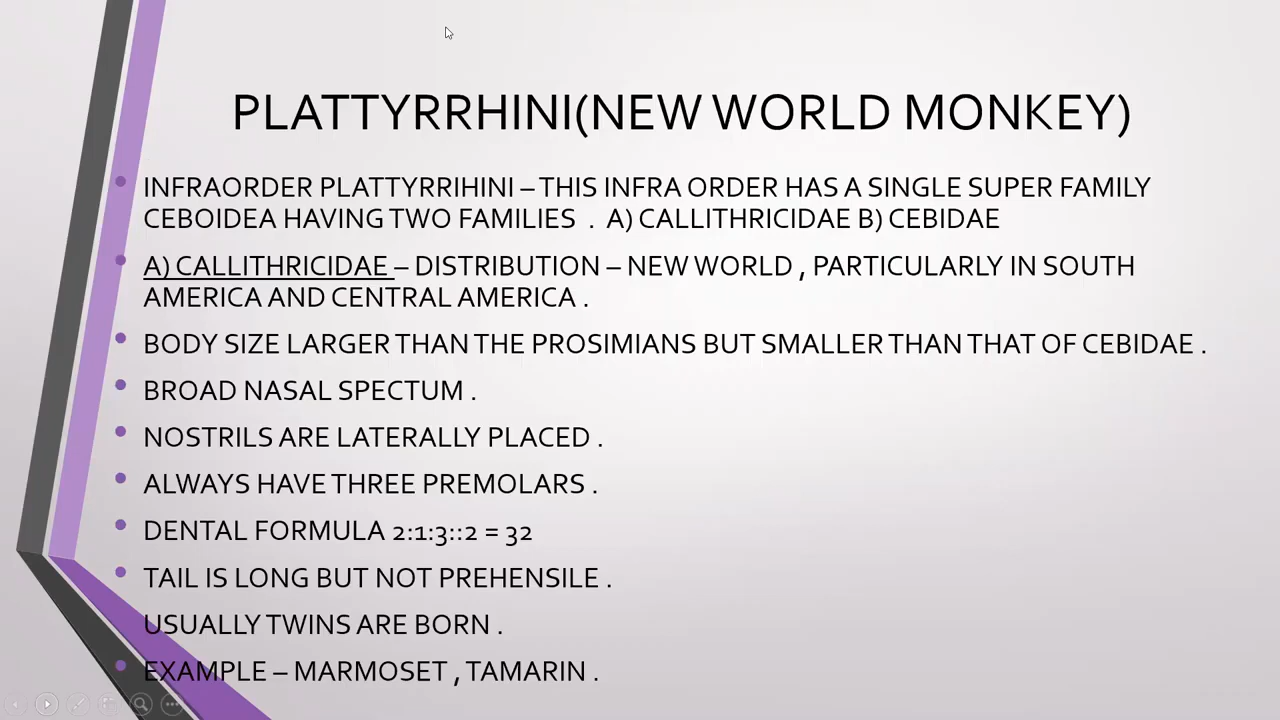 PLATTYRRHINI(NEW WORLD MONKEY)
INFRAORDER PLATTYRRIHINI – THIS INFRA ORDER HAS A SINGLE SUPER FAMILY
CEBOIDEA HAVING TWO FAMILIES . A) CALLITHRICIDAE B) CEBIDAE
A) CALLITHRICIDAE – DISTRIBUTION – NEW WORLD , PARTICULARLY IN SOUTH
AMERICA AND CENTRAL AMERICA .
BODY SIZE LARGER THAN THE PROSIMIANS BUT SMALLER THAN THAT OF CEBIDAE .
BROAD NASAL SPECTUM .
NOSTRILS ARE LATERALLY PLACED .
ALWAYS HAVE THREE PREMOLARS .
DENTAL FORMULA 2:1:3::2 = 32
TAIL IS LONG BUT NOT PREHENSILE .
USUALLY TWINS ARE BORN .
EXAMPLE – MARMOSET , TAMARIN .